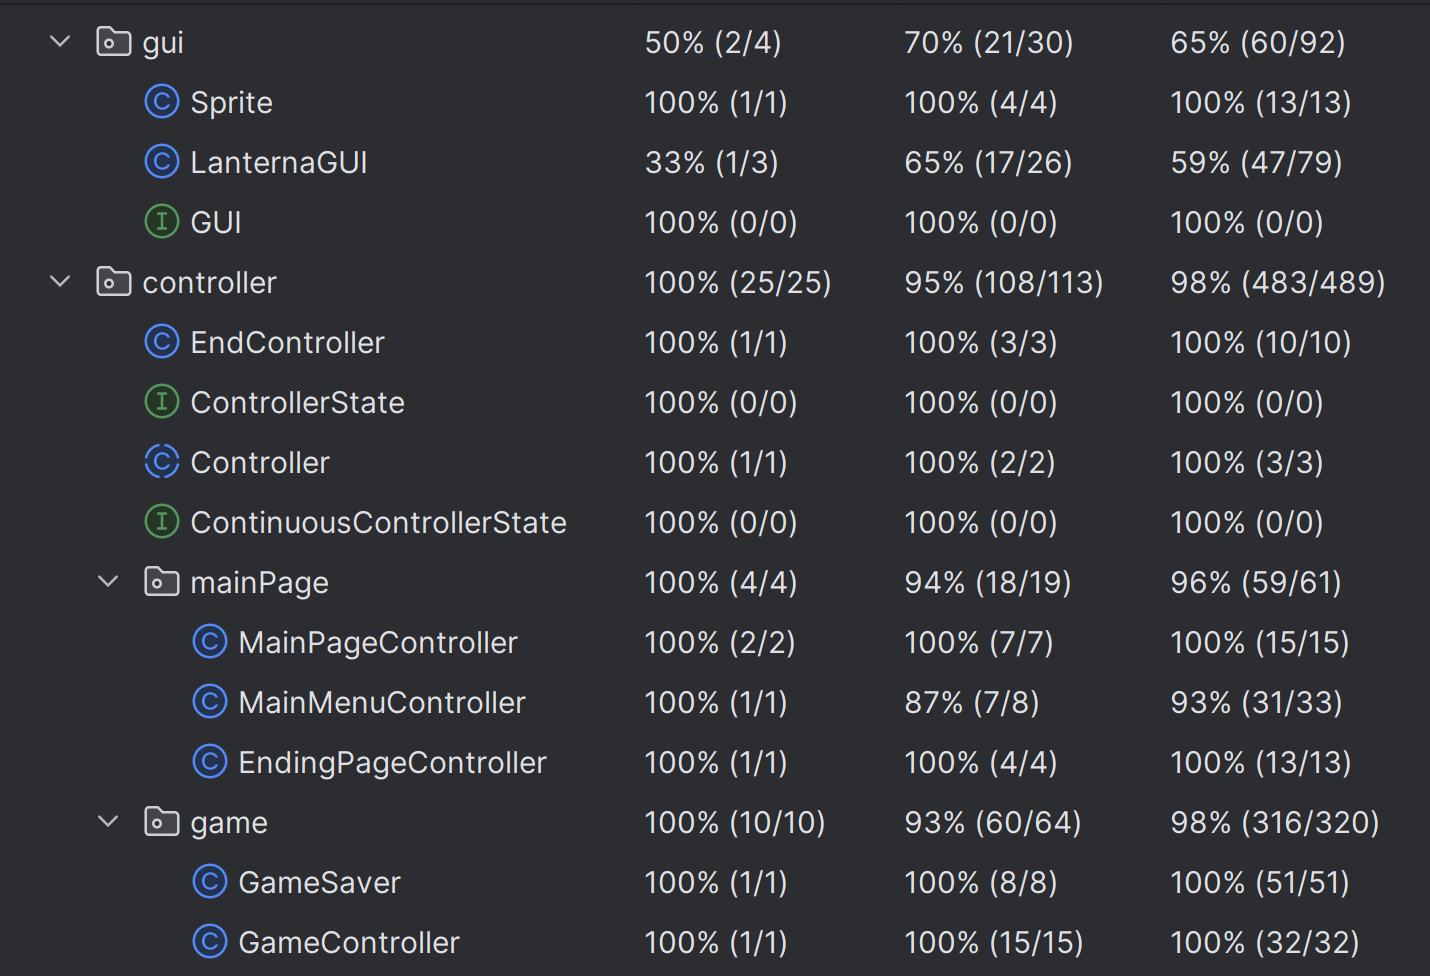 gui 50% (2/4) 70% (21/30) 65% (60/92)
Sprite 100% (1/1) 100% (4/4) 100% (13/13)
LanternaGUI 33% (1/3) 65% (17/26) 59% (47/79)
GUI 100% (0/0) 100% (0/0) 100% (0/0)
controller 100% (25/25) 95% (108/113) 98% (483/489)
EndController 100% (1/1) 100% (3/3) 100% (10/10)
ControllerState 100% (0/0) 100% (0/0) 100% (0/0)
Controller 100% (1/1) 100% (2/2) 100% (3/3)
ContinuousControllerState 100% (0/0) 100% (0/0) 100% (0/0)
mainPage 100% (4/4) 94% (18/19) 96% (59/61)
MainPageController 100% (2/2) 100% (7/7) 100% (15/15)
MainMenuController 100% (1/1) 87% (7/8) 93% (31/33)
EndingPageController 100% (1/1) 100% (4/4) 100% (13/13)
game 100% (10/10) 93% (60/64) 98% (316/320)
GameSaver 100% (1/1) 100% (8/8) 100% (51/51)
GameController 100% (1/1) 100% (15/15) 100% (32/32)